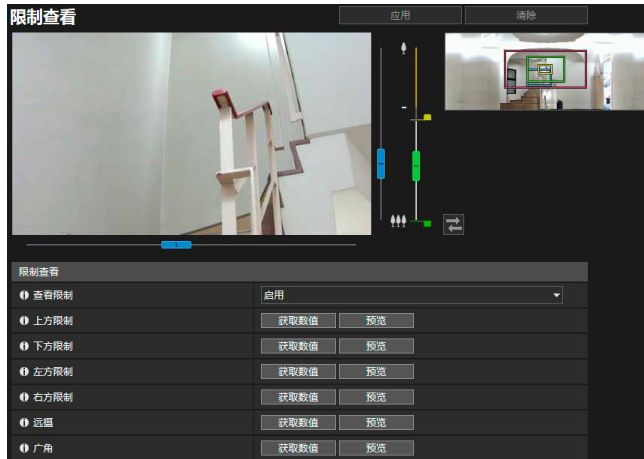 限制查看
应用 清除
限制查看
查看限制 启用
上方限制 获取数值 预览
下方限制 获取数值 预览
左方限制 获取数值 预览
右方限制 获取数值 预览
远摄 获取数值 预览
广角 获取数值 预览